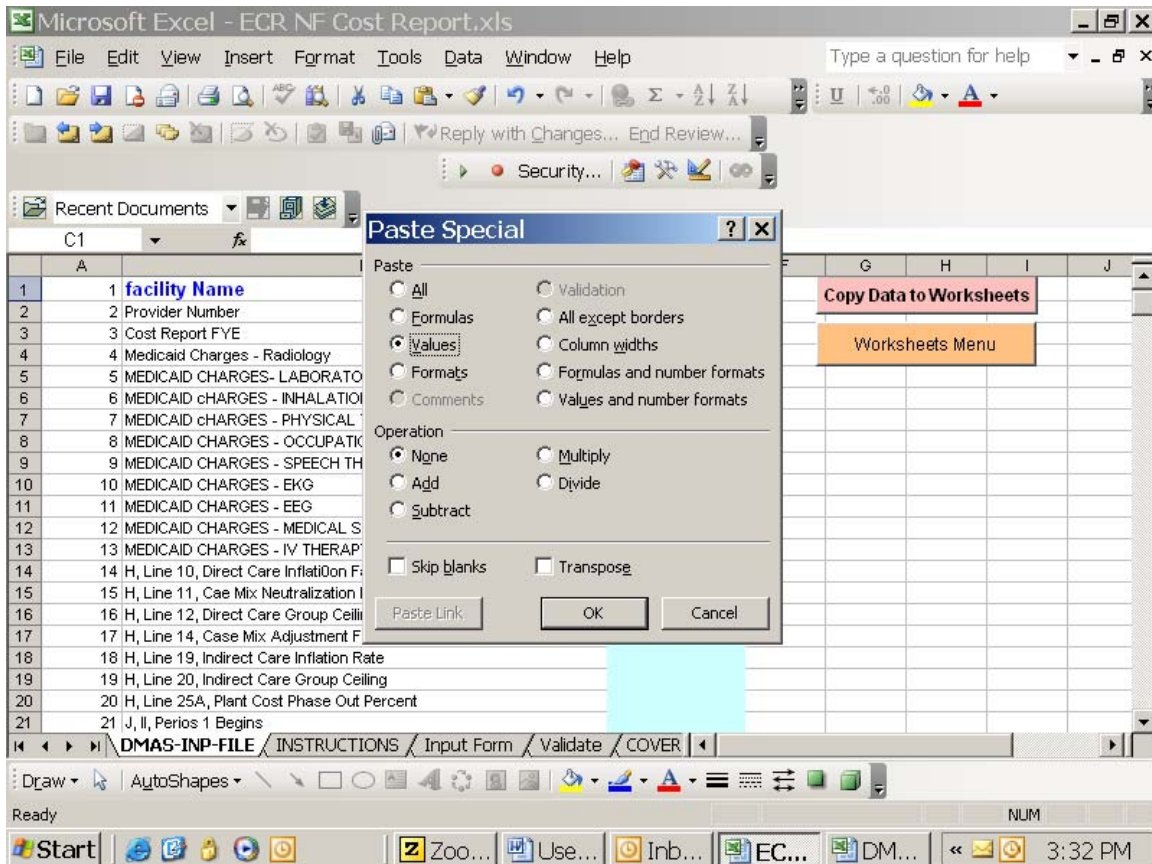 Microsoft Excel - ECR NF Cost Report.xls
File Edit View Insert Format Tools Data Window Help
Type a question for help
Reply with Changes... End Review...
Security...
Recent Documents
C1 fx
A F G H I J
1 1 facility Name
2 2 Provider Number
3 3 Cost Report FYE
4 4 Medicaid Charges - Radiology
5 5 MEDICAID CHARGES- LABORATO
6 6 MEDICAID cHARGES - INHALATIO
7 7 MEDICAID cHARGES - PHYSICAL
8 8 MEDICAID CHARGES - OCCUPATIO
9 9 MEDICAID CHARGES - SPEECH TH
10 10 MEDICAID CHARGES - EKG
11 11 MEDICAID CHARGES - EEG
12 12 MEDICAID CHARGES - MEDICAL S
13 13 MEDICAID CHARGES - IV THERAP
14 14 H, Line 10, Direct Care Inflati0on Fa
15 15 H, Line 11, Cae Mix Neutralization
16 16 H, Line 12, Direct Care Group Ceili
17 17 H, Line 14, Case Mix Adjustment F
18 18 H, Line 19, Indirect Care Inflation Rate
19 19 H, Line 20, Indirect Care Group Ceiling
20 20 H, Line 25A, Plant Cost Phase Out Percent
21 21 J, II, Perios 1 Begins
Copy Data to Worksheets
Worksheets Menu
Paste Special
Paste
All
Validation
Formulas
All except borders
Values
Column widths
Formats
Formulas and number formats
Comments
Values and number formats
Operation
None
Multiply
Add
Divide
Subtract
Skip blanks
Transpose
Paste Link
OK
Cancel
DMAS-INP-FILE / INSTRUCTIONS / Input Form / Validate / COVER
Draw AutoShapes
Ready
NUM
Start
Zoo...
Use...
Inb...
EC...
DM...
3:32 PM